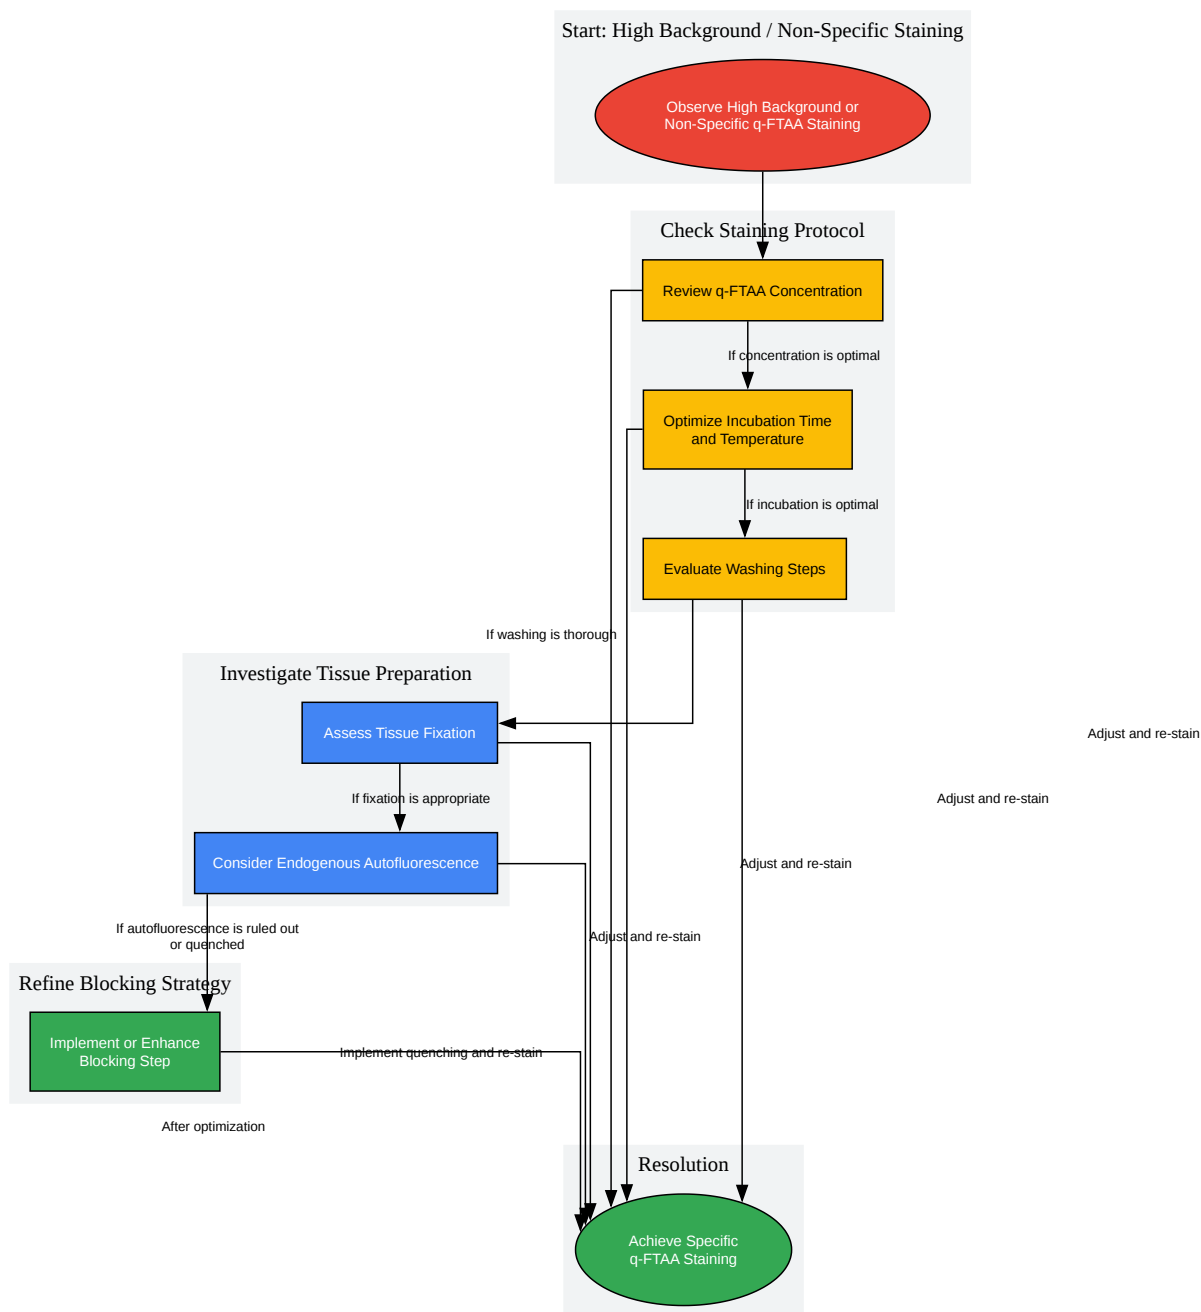 Start: High Background / Non-Specific Staining
Observe High Background or
Non-Specific q-FTAA Staining
Check Staining Protocol
Review q-FTAA Concentration
If concentration is optimal
Optimize Incubation Time
and Temperature
If incubation is optimal
Evaluate Washing Steps
If washing is thorough
Investigate Tissue Preparation
Assess Tissue Fixation
Adjust and re-stain
If fixation is appropriate
Adjust and re-stain
Consider Endogenous Autofluorescence
Adjust and re-stain
If autofluorescence is ruled out
or quenched
Adjust and re-stain
Refine Blocking Strategy
Implement or Enhance
Blocking Step
Implement quenching and re-stain
After optimization
Resolution
Achieve Specific
q-FTAA Staining